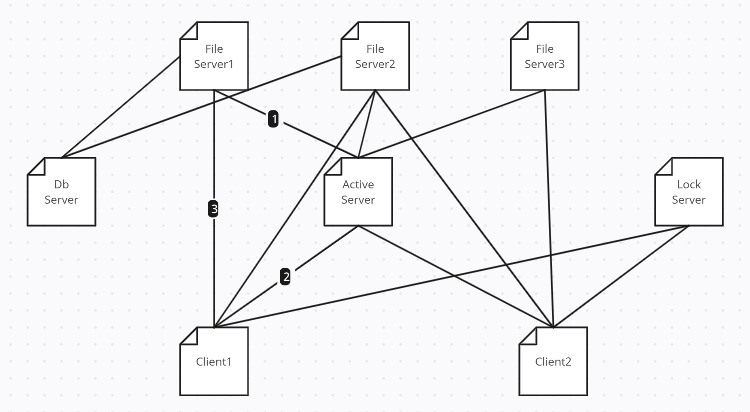 File
Server1
File
Server2
File
Server3
1
Db
Server
Active
Server
Lock
Server
3
2
Client1
Client2